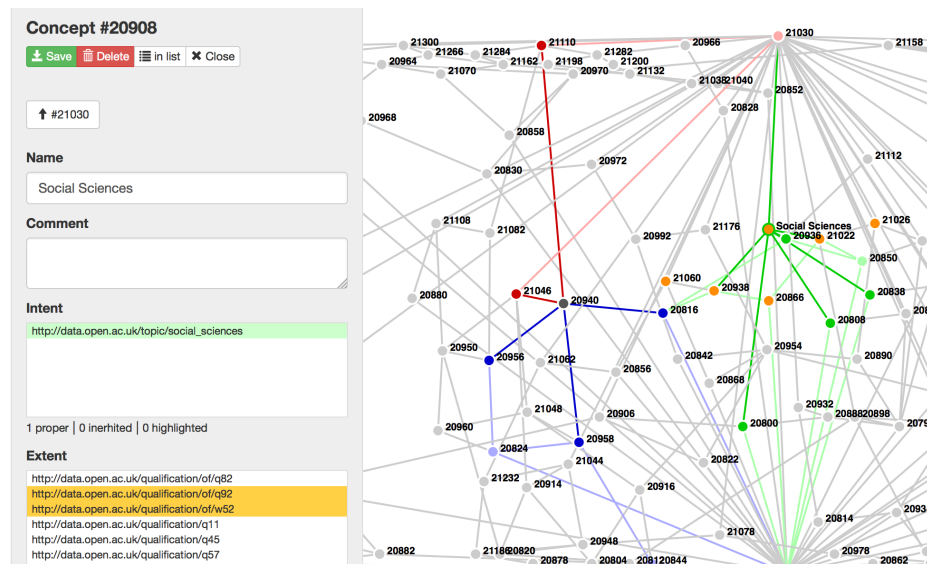 Concept #20908
Save Delete in list Close
#21030
Name
Social Sciences
Comment
Intent
http://data.open.ac.uk/topic/social_sciences
1 proper | 0 inerhited | 0 highlighted
Extent
http://data.open.ac.uk/qualification/of/q82
http://data.open.ac.uk/qualification/of/q92
http://data.open.ac.uk/qualification/of/w52
http://data.open.ac.uk/qualification/q11
http://data.open.ac.uk/qualification/q45
http://data.open.ac.uk/qualification/q57
21030
21300 21110 20966 21158
21266 21284 21282
20964 21162 21198 21200
21070 20970 21132
21038 21040
20852
20828
20968
20858
20972 21112
20830
21108 21176 Social Sciences 21026
21082 20992 20936 21022
20850
21060
20880 21046 20940 20938 20838
20866
20816 20808
20950 20954
20956 21062 20842 20890
20856
20868
21048 20906 20932
20888 20898
20960 20800
20958
20824
21044 20822
21232
20914 20916
20814
21078
20948
20882 21186 20820 20978
20878 20804 20812 20844 20862